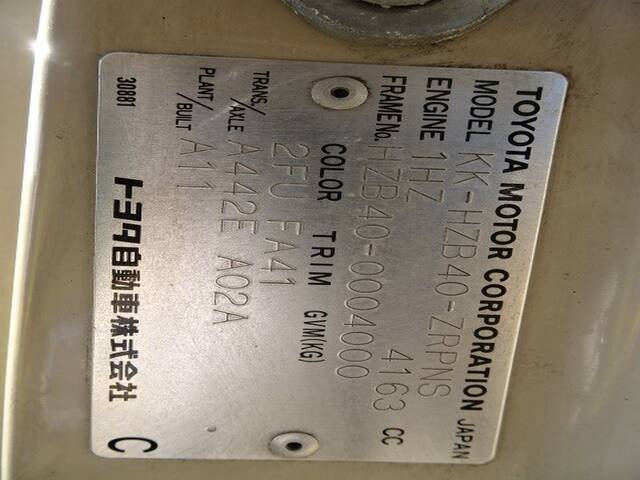 TOYOTA MOTOR CORPORATION JAPAN
MODEL KK-HZB40-ZRPNS
ENGINE 1HZ 4163 CC
FRAME No. HZB40-0004000
COLOR TRIM GVM(KG)
2FU FA41
TRANS./AXLE A442E A02A
PLANT/BUILT A11
トヨタ自動車株式会社 C
30881